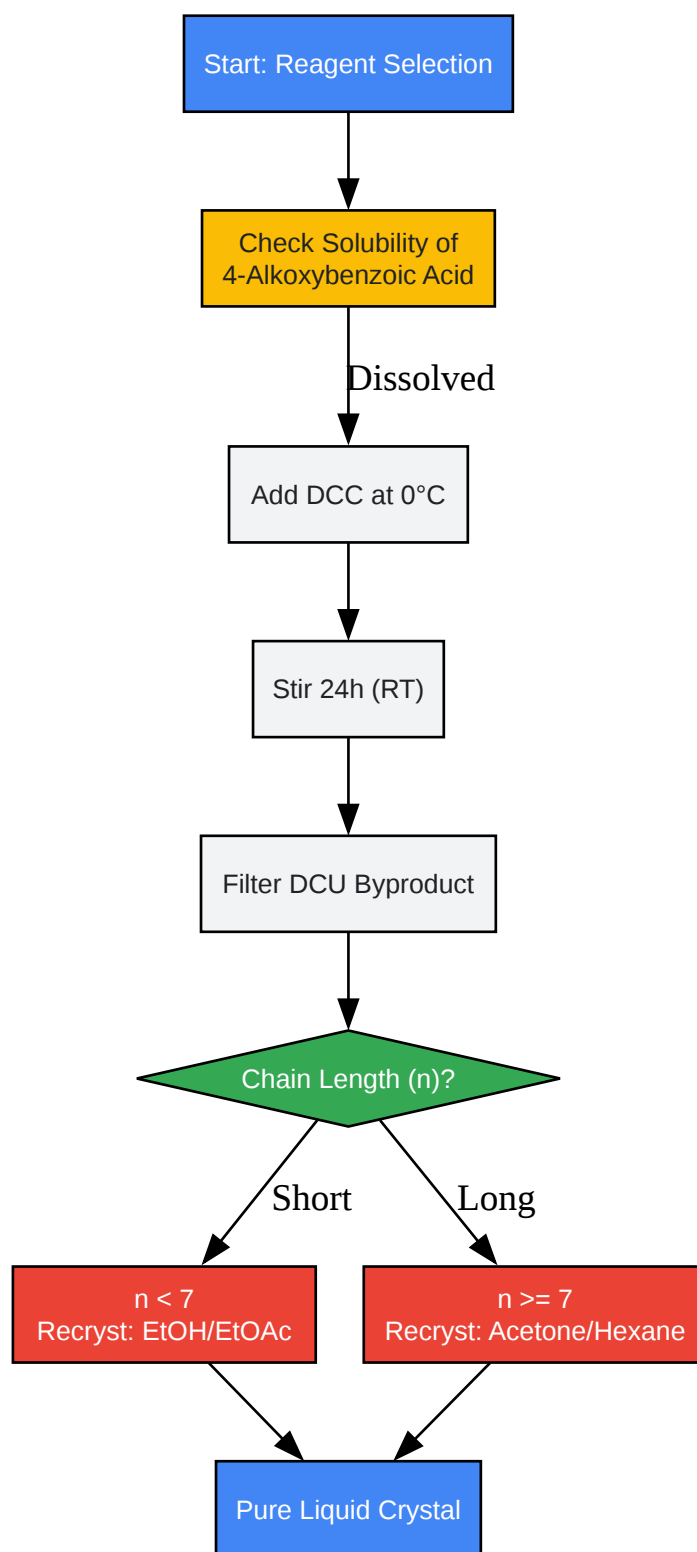 Start: Reagent Selection
Check Solubility of
4-Alkoxybenzoic Acid
Dissolved
Add DCC at 0°C
Stir 24h (RT)
Filter DCU Byproduct
Chain Length (n)?
Short
Long
n < 7
Recryst: EtOH/EtOAc
n >= 7
Recryst: Acetone/Hexane
Pure Liquid Crystal